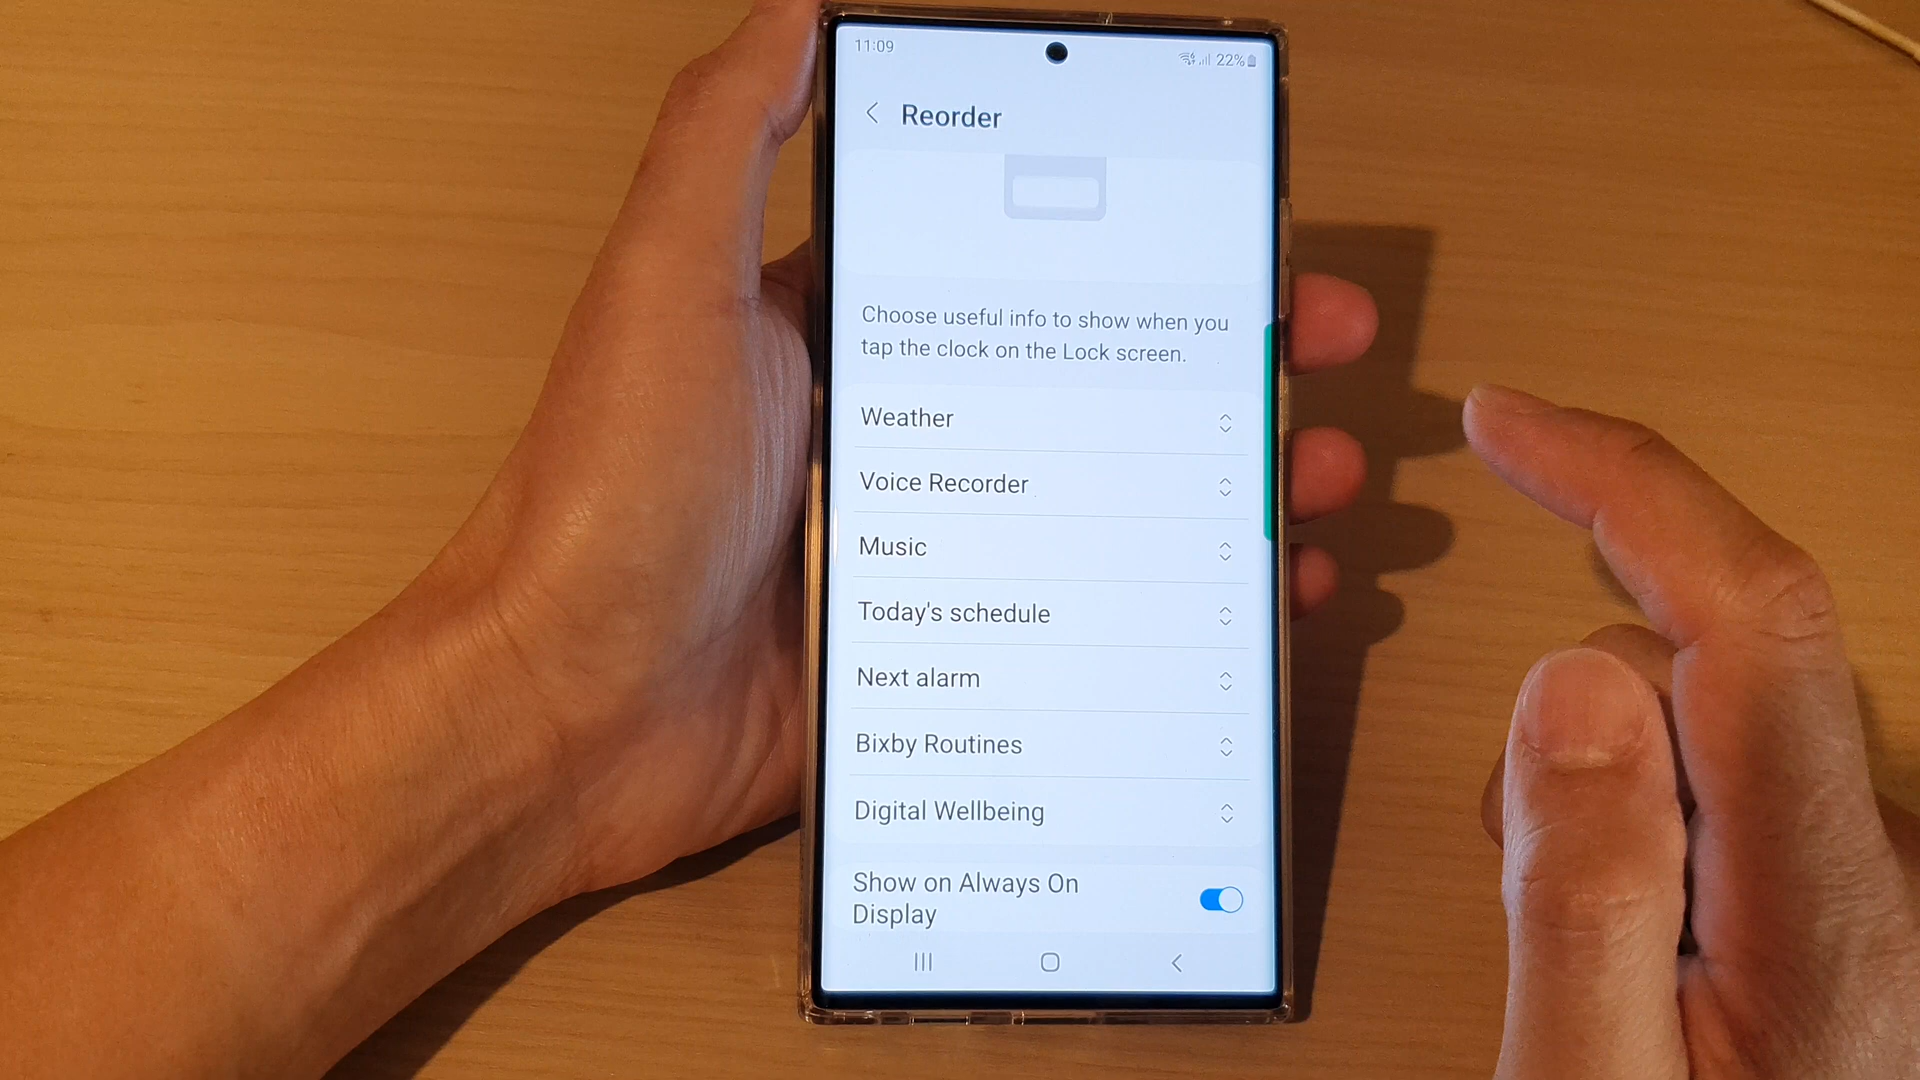 11:09
22%
Reorder
Choose useful info to show when you
tap the clock on the Lock screen.
Weather
Voice Recorder
Music
Today's schedule
Next alarm
Bixby Routines
Digital Wellbeing
Show on Always On
Display